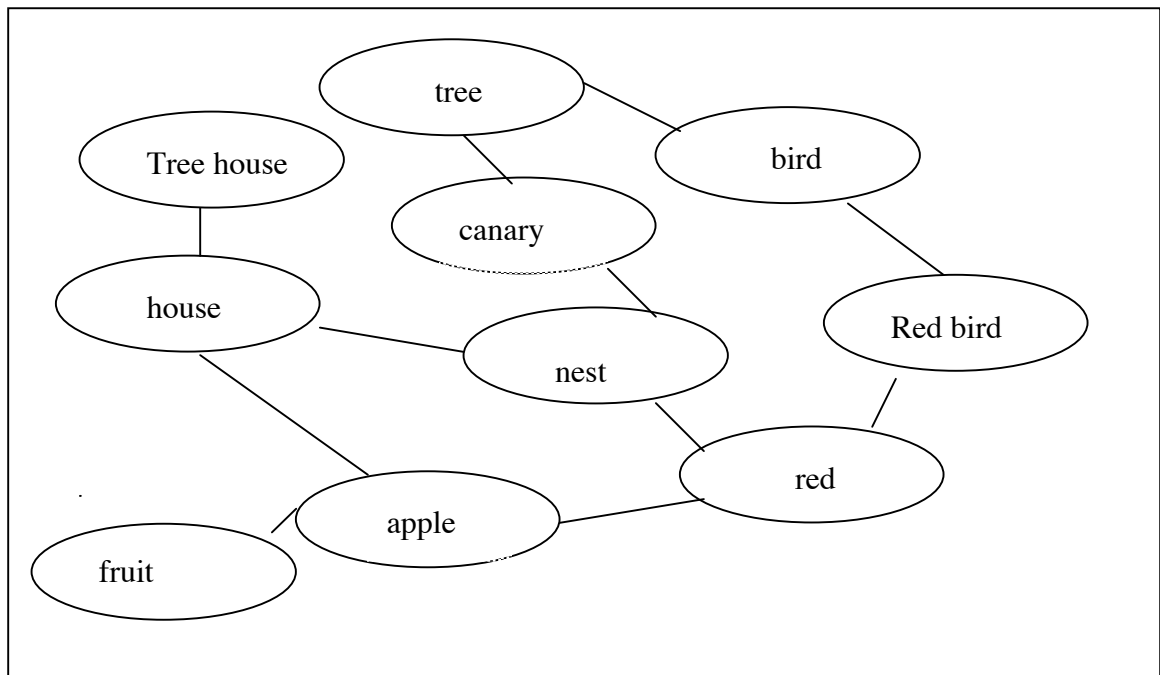 tree
bird
Tree house
canary
house
Red bird
nest
red
apple
fruit